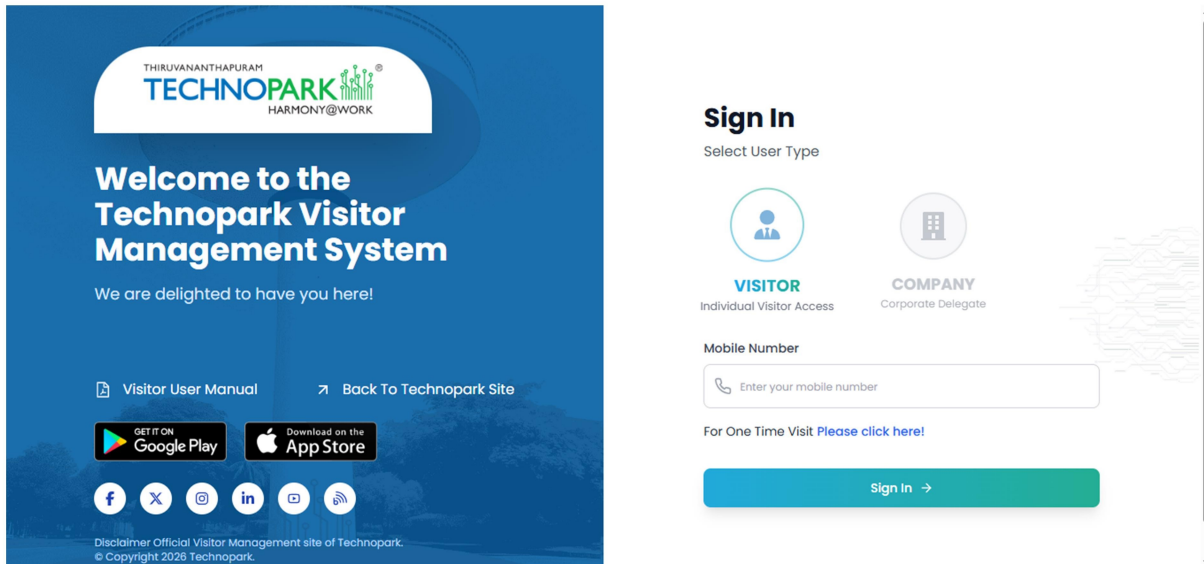 THIRUVANANTHAPURAM
TECHNOPARK ®
HARMONY@WORK
Welcome to the
Technopark Visitor
Management System
We are delighted to have you here!
Visitor User Manual
Back To Technopark Site
GET IT ON
Google Play
Download on the
App Store
Disclaimer Official Visitor Management site of Technopark.
© Copyright 2026 Technopark.
Sign In
Select User Type
VISITOR
Individual Visitor Access
COMPANY
Corporate Delegate
Mobile Number
Enter your mobile number
For One Time Visit Please click here!
Sign In →